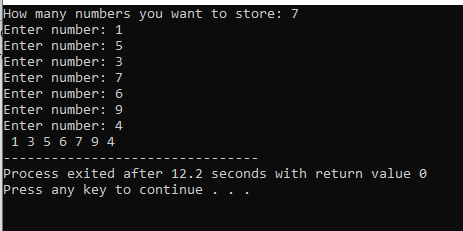 How many numbers you want to store: 7
Enter number: 1
Enter number: 5
Enter number: 3
Enter number: 7
Enter number: 6
Enter number: 9
Enter number: 4
 1 3 5 6 7 9 4
--------------------------------
Process exited after 12.2 seconds with return value 0
Press any key to continue . . .